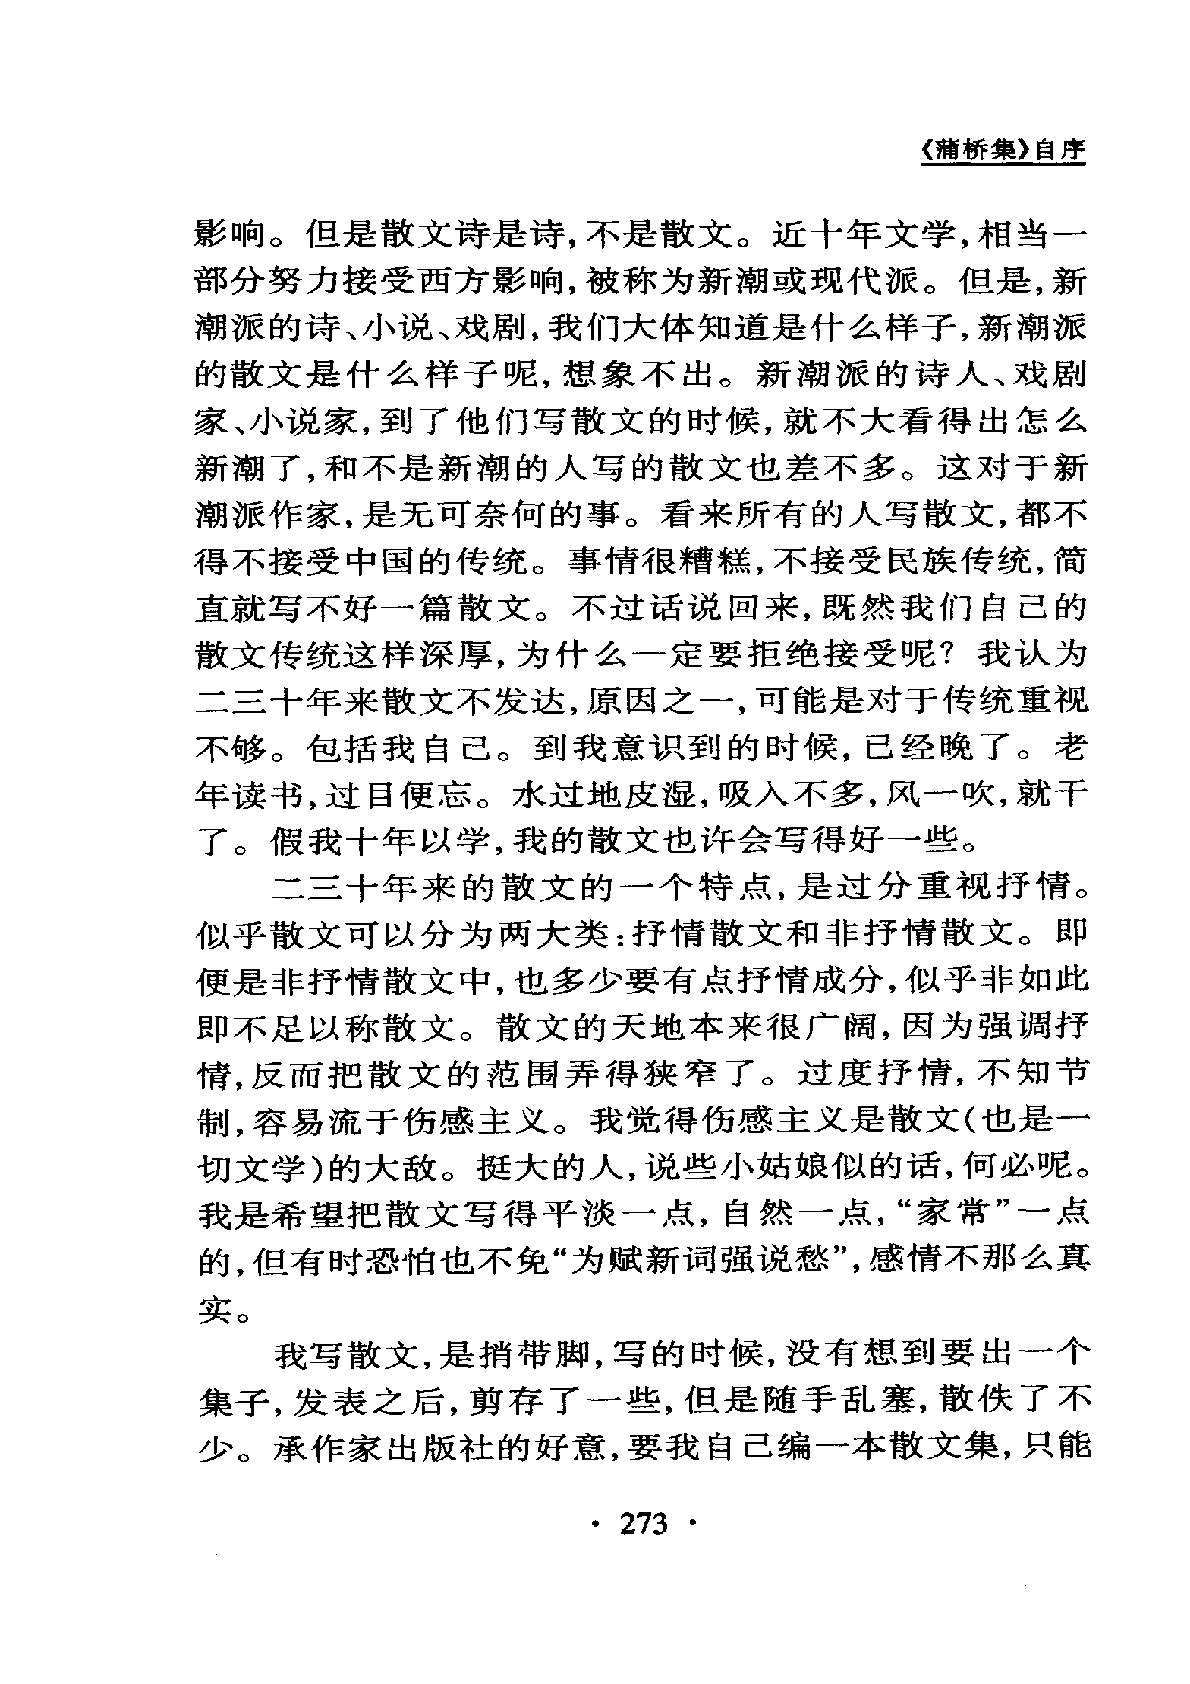 《蒲桥集》自序
影响。但是散文诗是诗,不是散文。近十年文学,相当一
部分努力接受西方影响,被称为新潮或现代派。但是,新
潮派的诗、小说、戏剧,我们大体知道是什么样子,新潮派
的散文是什么样子呢,想象不出。新潮派的诗人、戏剧
家、小说家,到了他们写散文的时候,就不大看得出怎么
新潮了,和不是新潮的人写的散文也差不多。这对于新
潮派作家,是无可奈何的事。看来所有的人写散文,都不
得不接受中国的传统。事情很糟糕,不接受民族传统,简
直就写不好一篇散文。不过话说回来,既然我们自己的
散文传统这样深厚,为什么一定要拒绝接受呢?我认为
二三十年来散文不发达,原因之一,可能是对于传统重视
不够。包括我自己。到我意识到的时候,已经晚了。老
年读书,过目便忘。水过地皮湿,吸入不多,风一吹,就干
了。假我十年以学,我的散文也许会写得好一些。
二三十年来的散文的一个特点,是过分重视抒情。
似乎散文可以分为两大类:抒情散文和非抒情散文。即
便是非抒情散文中,也多少要有点抒情成分,似乎非如此
即不足以称散文。散文的天地本来很广阔,因为强调抒
情,反而把散文的范围弄得狭窄了。过度抒情,不知节
制,容易流于伤感主义。我觉得伤感主义是散文(也是一
切文学)的大敌。挺大的人,说些小姑娘似的话,何必呢。
我是希望把散文写得平淡一点,自然一点,“家常”一点
的,但有时恐怕也不免“为赋新词强说愁”,感情不那么真
实。
我写散文,是捎带脚,写的时候,没有想到要出一个
集子,发表之后,剪存了一些,但是随手乱塞,散佚了不
少。承作家出版社的好意,要我自己编一本散文集,只能
· 273 ·